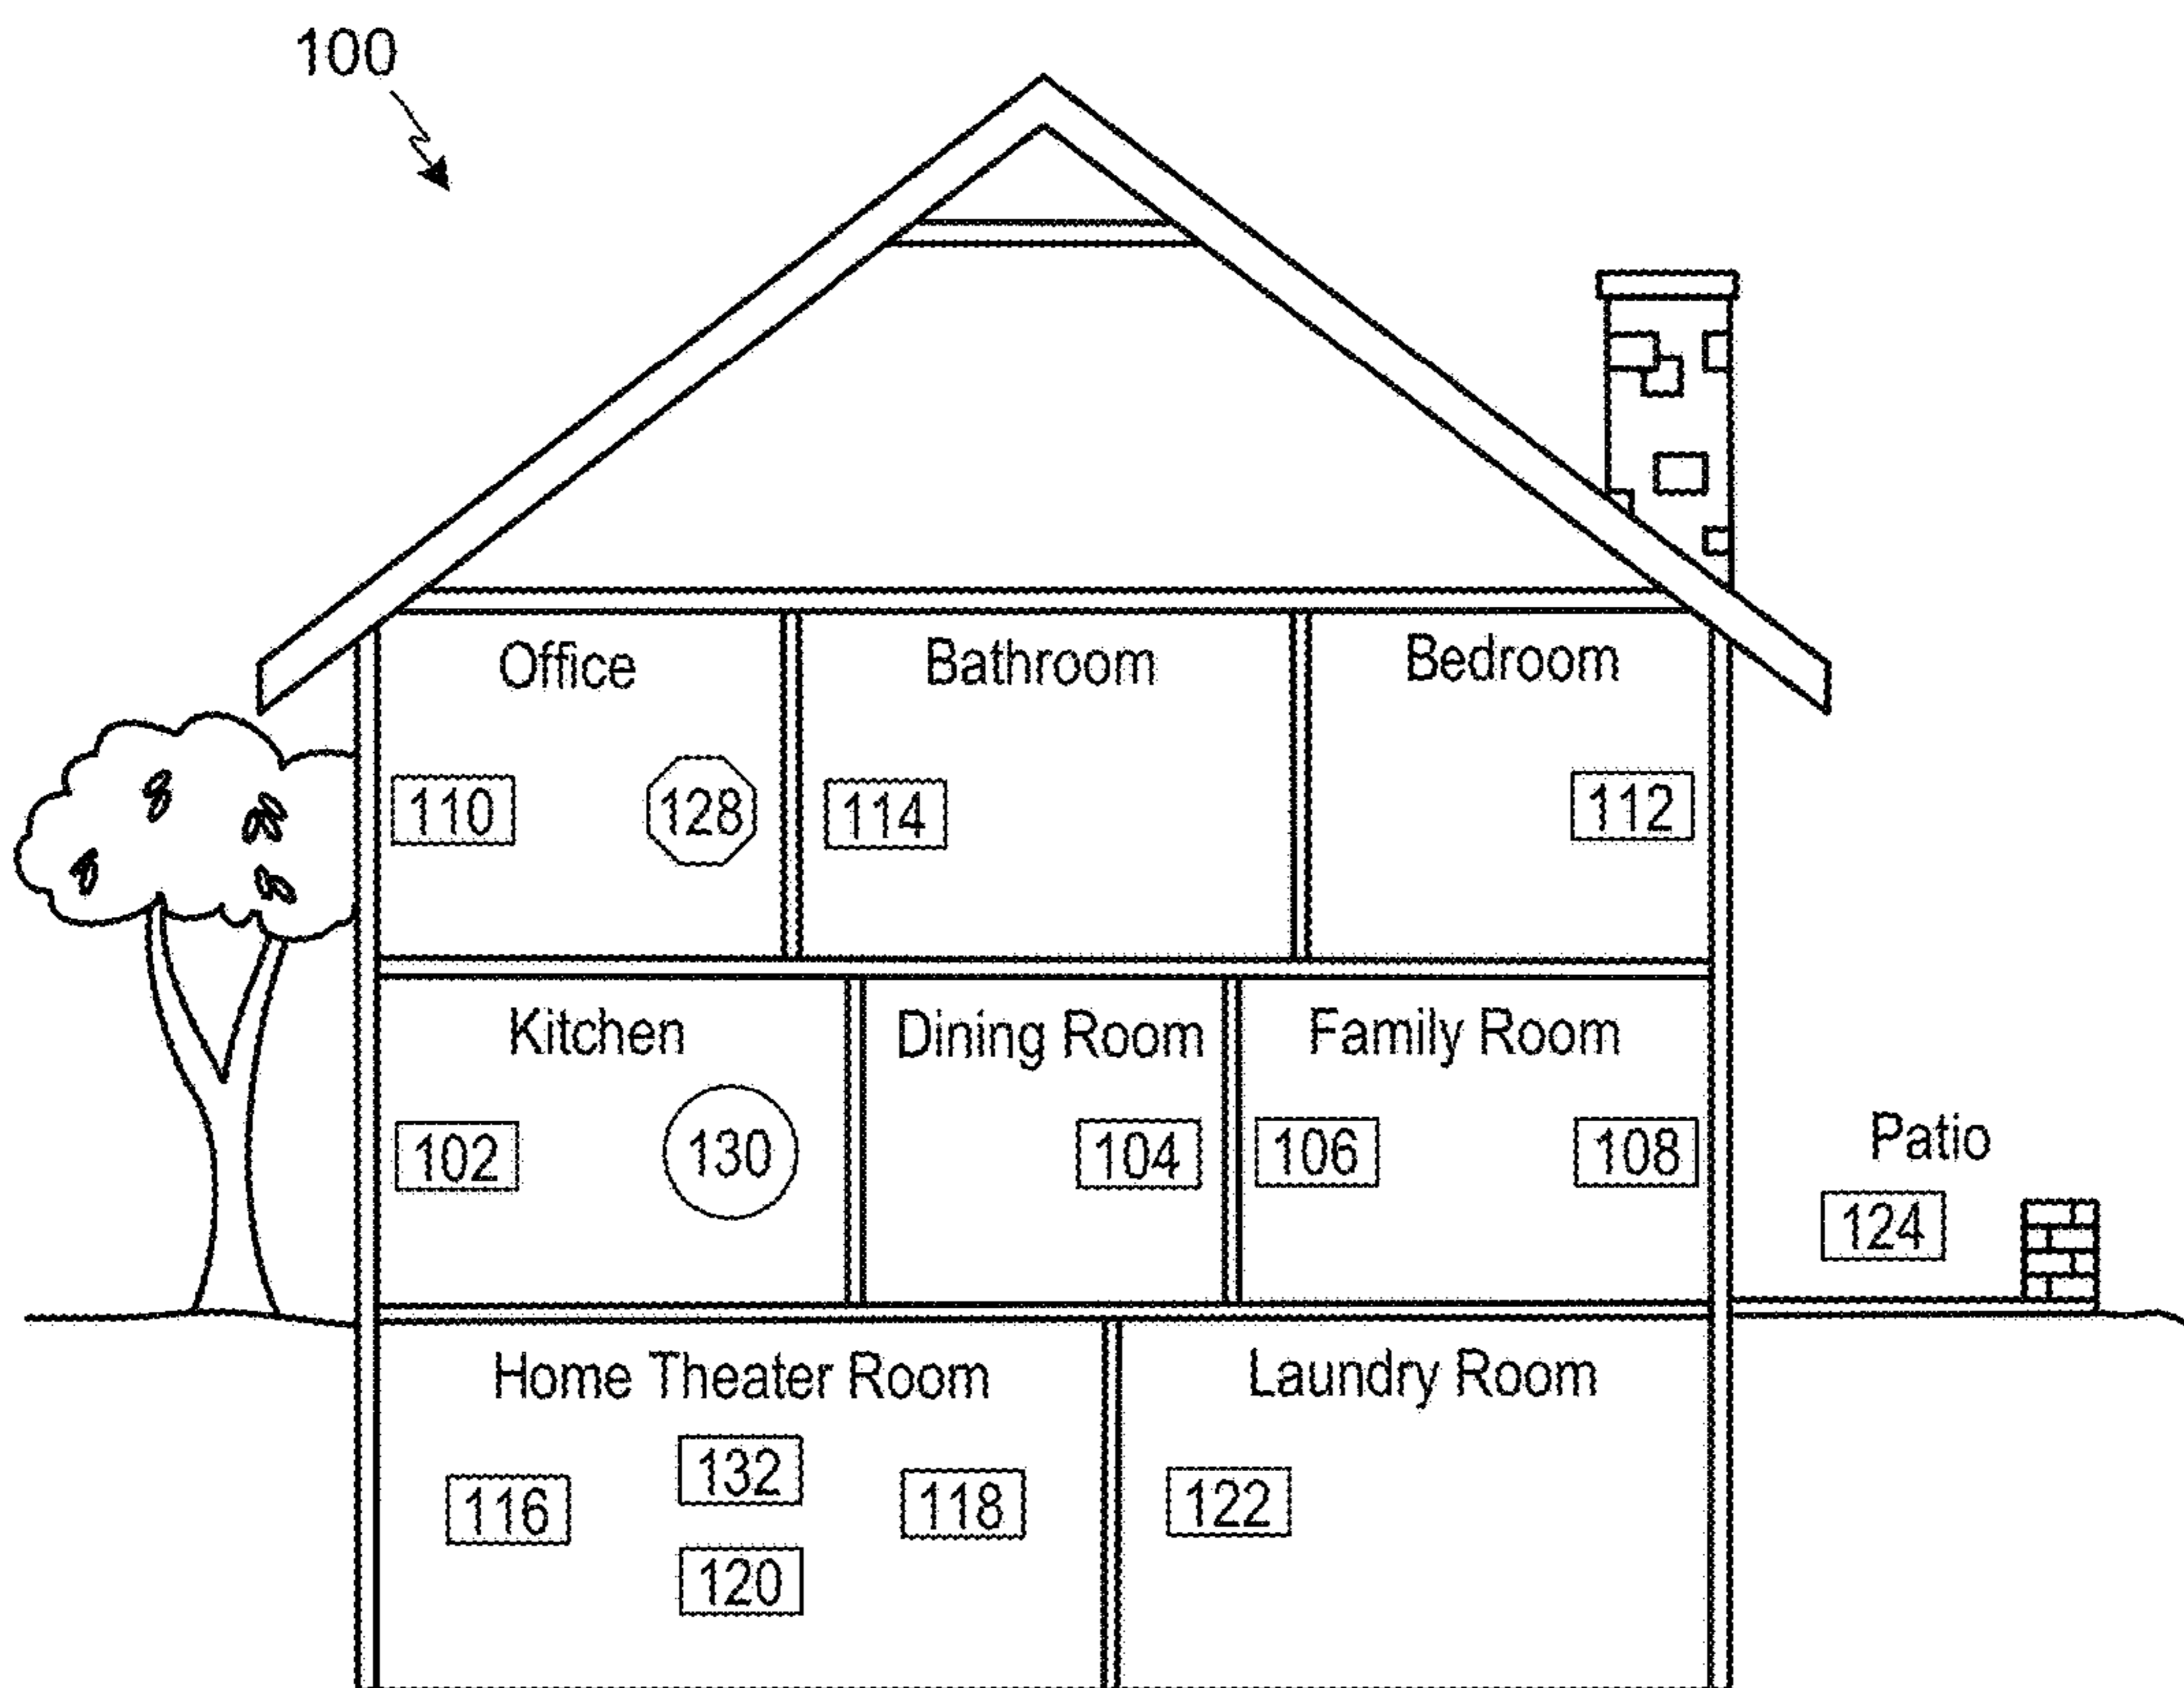 100
Office
Bathroom
Bedroom
110
128
114
112
Kitchen
Dining Room
Family Room
102
130
104
106
108
Patio
124
Home Theater Room
Laundry Room
116
132
118
120
122